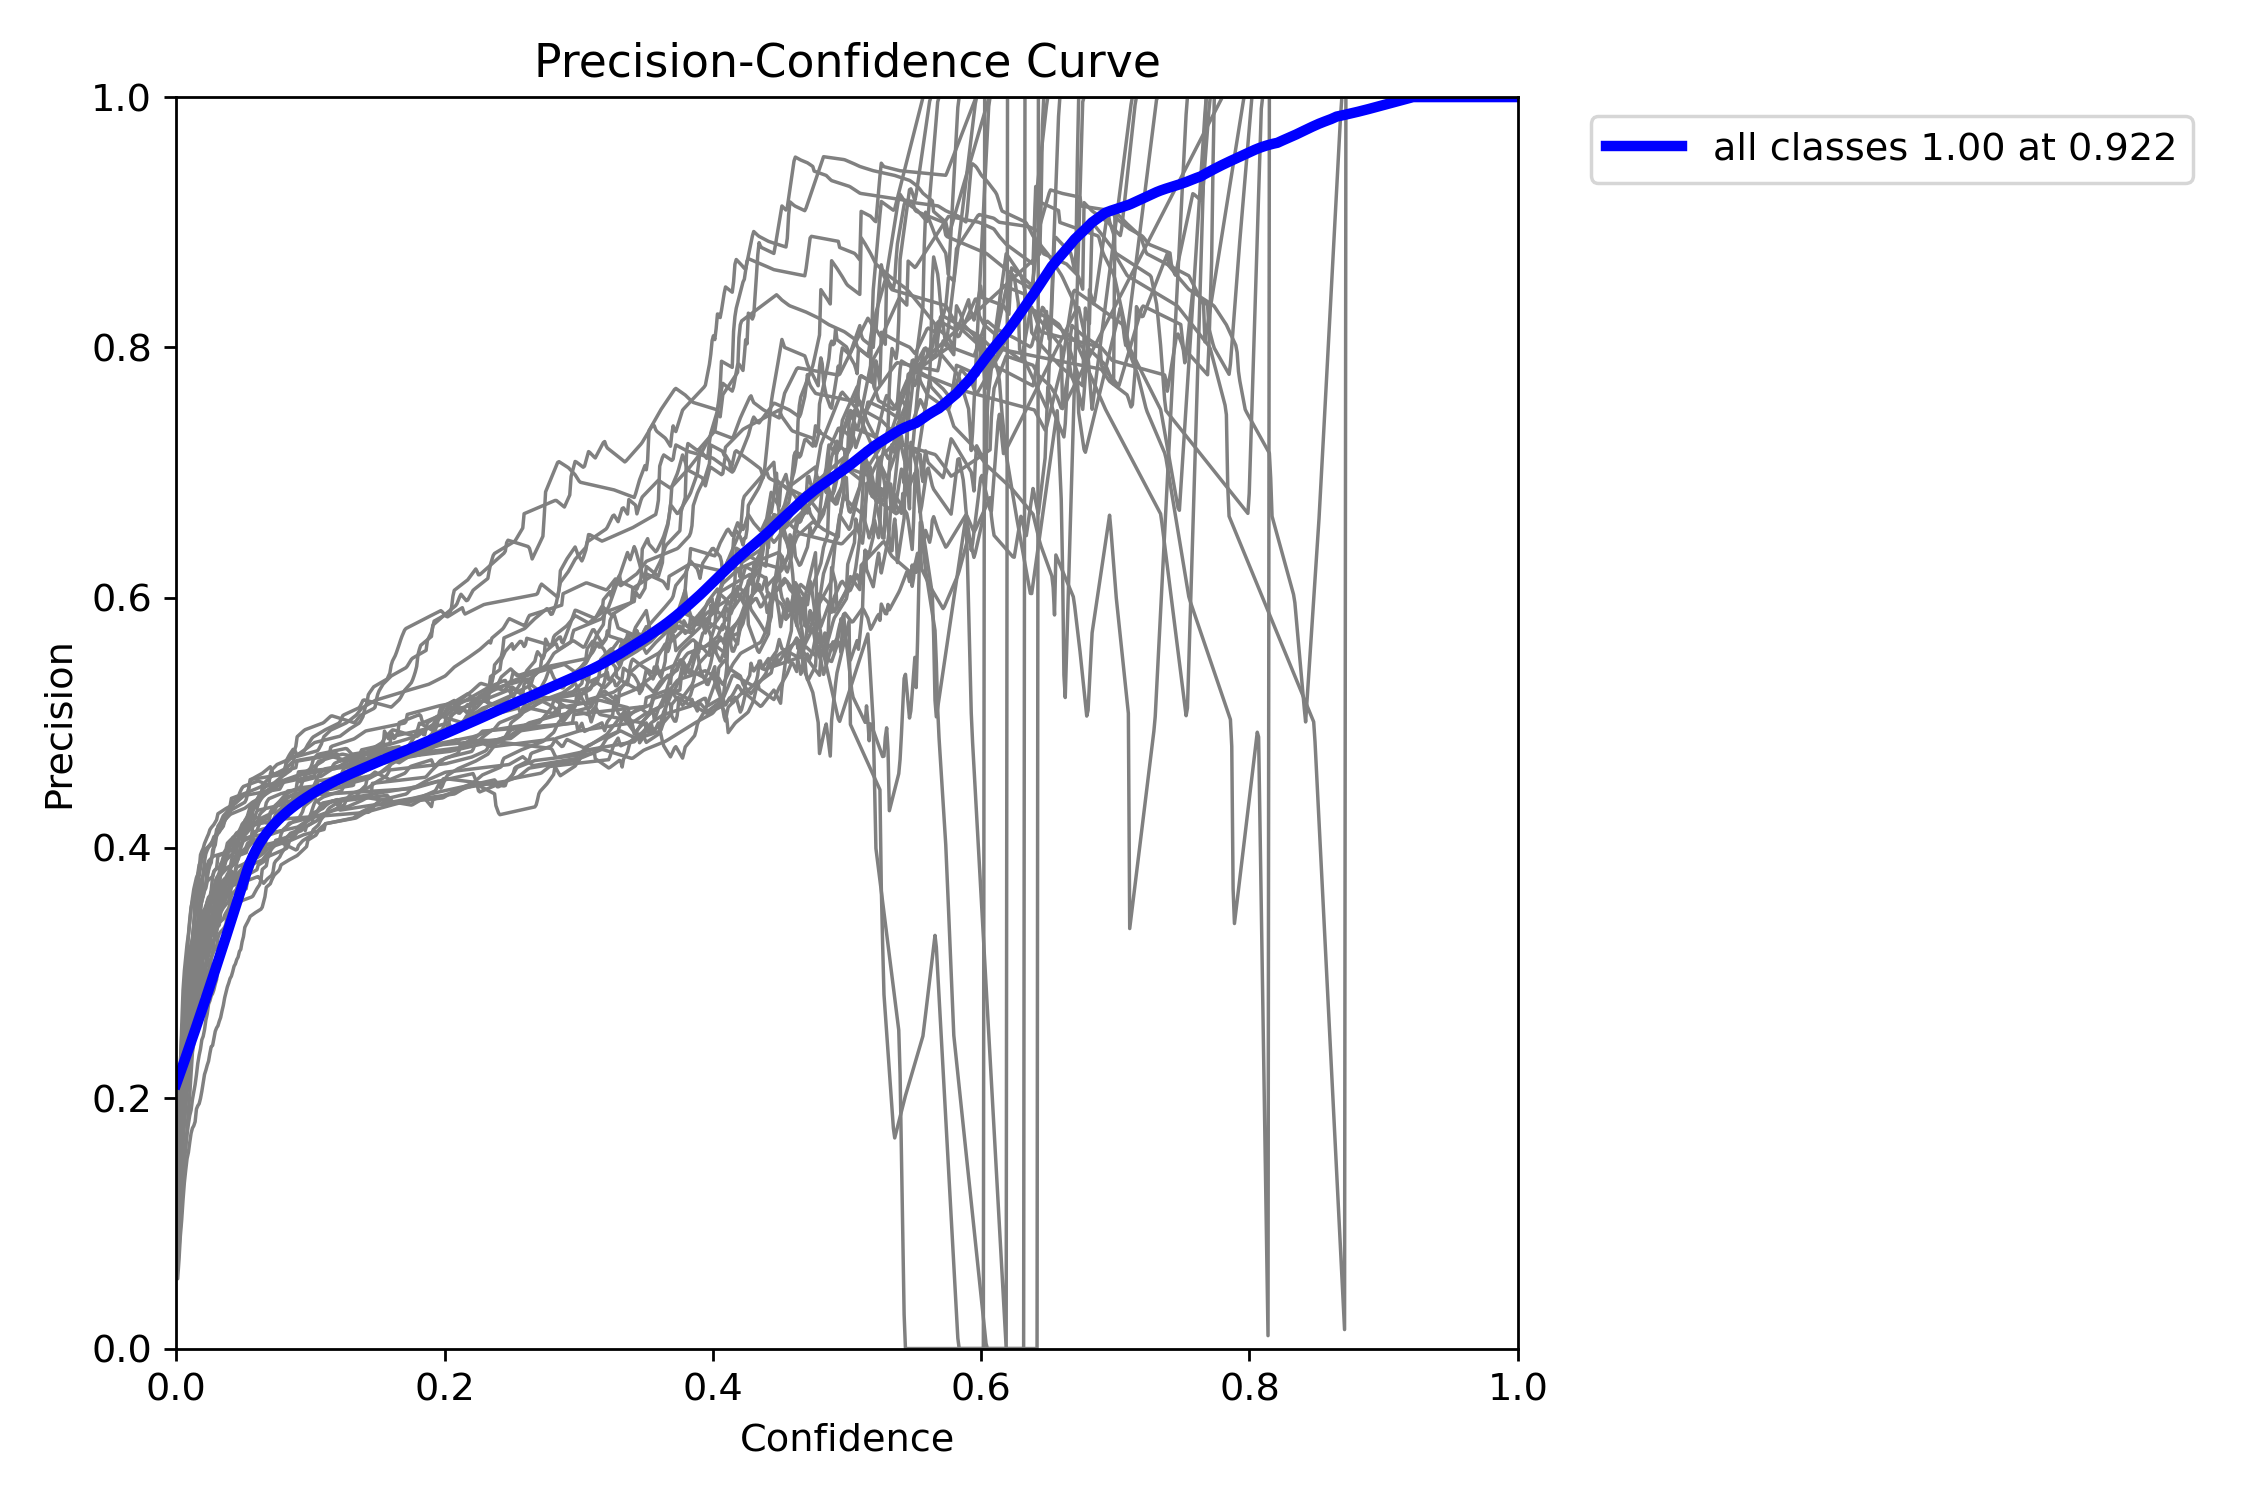 Precision-Confidence Curve
1.0
0.8
0.6
0.4
0.2
0.0
Precision
0.0 0.2 0.4 0.6 0.8 1.0
Confidence
all classes 1.00 at 0.922